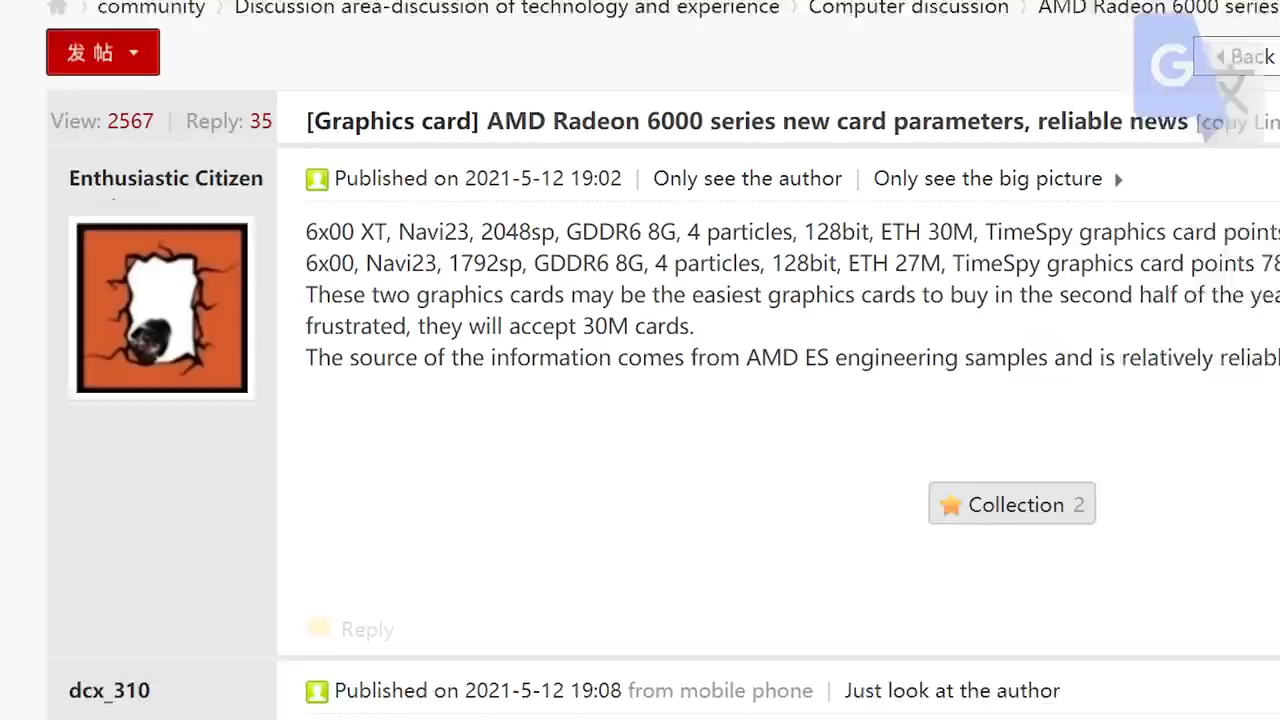 community Discussion area-discussion of technology and experience Computer discussion AMD Radeon 6000 series
发帖
Back
View: 2567 | Reply: 35
[Graphics card] AMD Radeon 6000 series new card parameters, reliable news [copy Lin
Enthusiastic Citizen
Published on 2021-5-12 19:02 | Only see the author | Only see the big picture
6x00 XT, Navi23, 2048sp, GDDR6 8G, 4 particles, 128bit, ETH 30M, TimeSpy graphics card points
6x00, Navi23, 1792sp, GDDR6 8G, 4 particles, 128bit, ETH 27M, TimeSpy graphics card points 78
These two graphics cards may be the easiest graphics cards to buy in the second half of the yea
frustrated, they will accept 30M cards.
The source of the information comes from AMD ES engineering samples and is relatively reliabl
Collection 2
Reply
dcx_310
Published on 2021-5-12 19:08 from mobile phone | Just look at the author